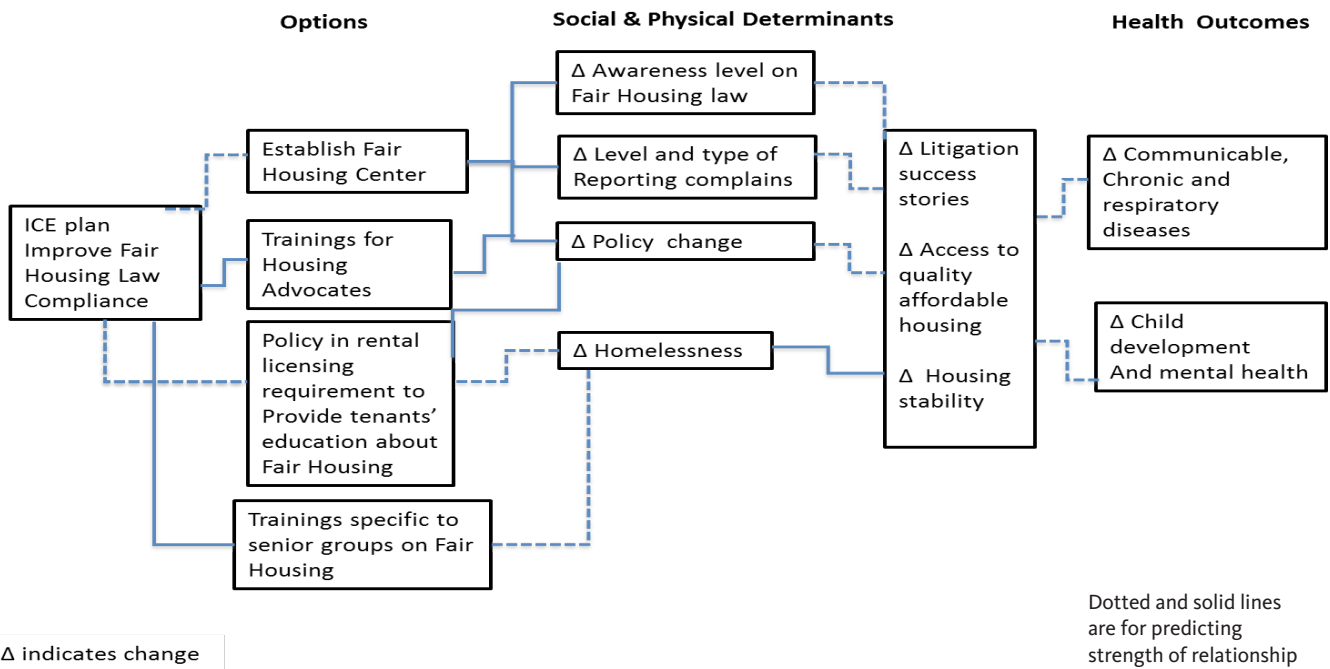 Options
Social & Physical Determinants
Health Outcomes
ICE plan
Improve Fair
Housing Law
Compliance
Establish Fair
Housing Center
Trainings for
Housing
Advocates
Policy in rental
licensing
requirement to
Provide tenants’
education about
Fair Housing
Trainings specific to
senior groups on Fair
Housing
Δ Awareness level on
Fair Housing law
Δ Level and type of
Reporting complains
Δ Policy change
Δ Homelessness
Δ Litigation
success
stories
Δ Access to
quality
affordable
housing
Δ Housing
stability
Δ Communicable,
Chronic and
respiratory
diseases
Δ Child
development
And mental health
Δ indicates change
Dotted and solid lines
are for predicting
strength of relationship